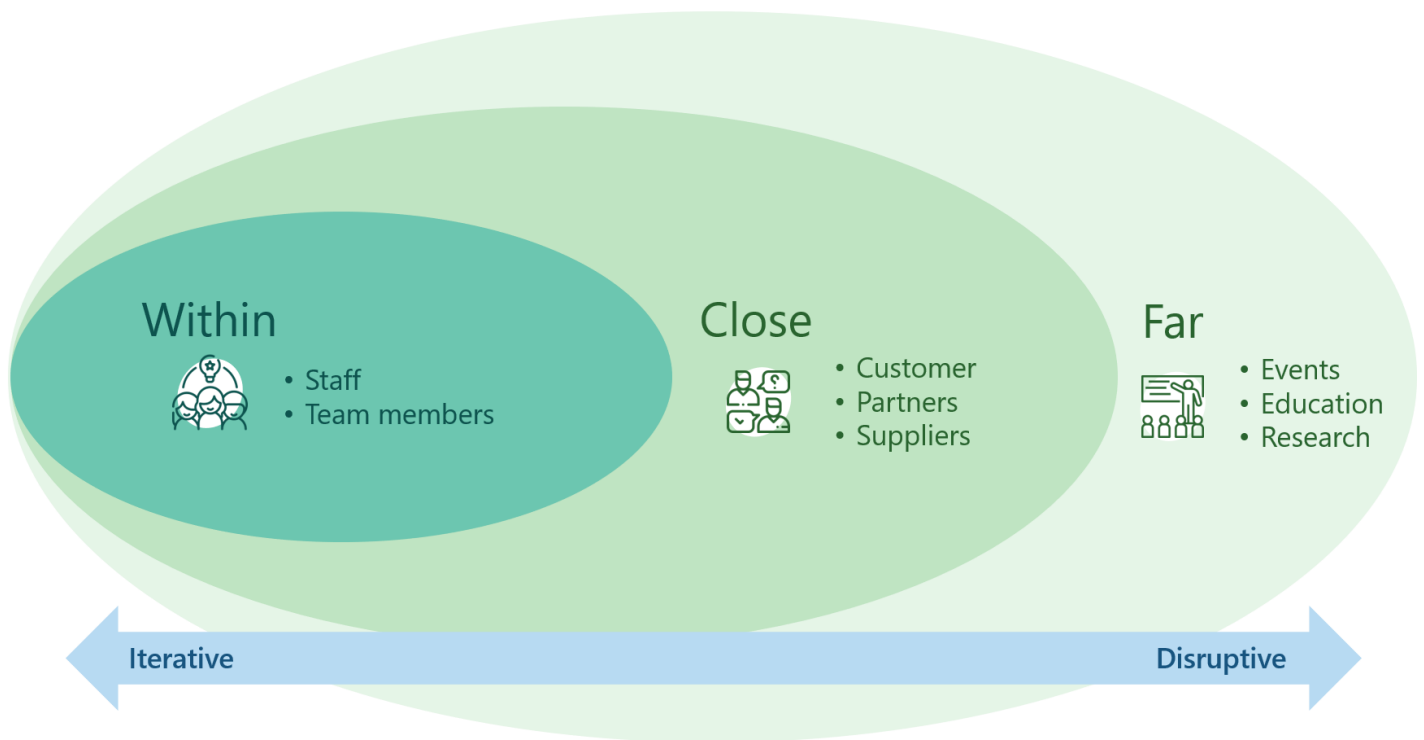 Within
• Staff
• Team members
Close
• Customer
• Partners
• Suppliers
Far
• Events
• Education
• Research
Iterative
Disruptive